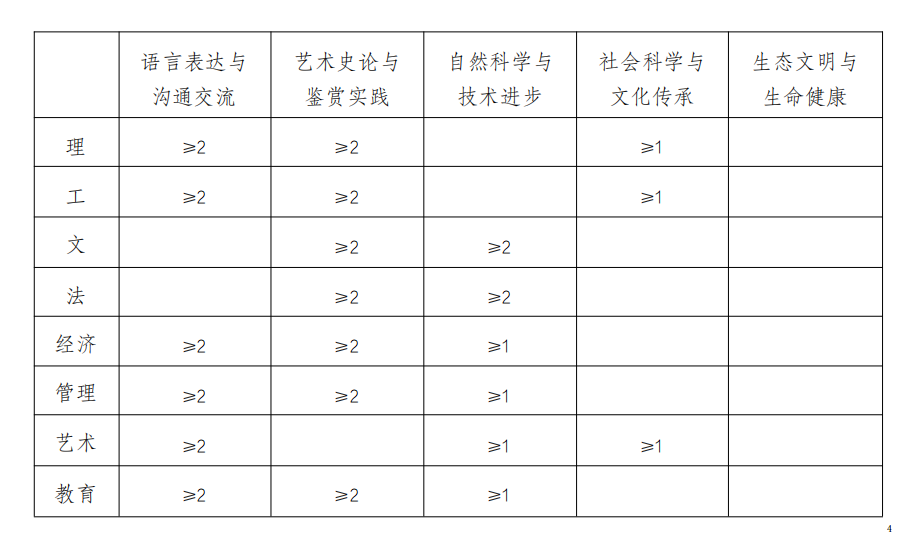 语言表达与 艺术史论与 自然科学与 社会科学与 生态文明与
沟通交流 鉴赏实践 技术进步 文化传承 生命健康
理 ⩾2 ⩾2 ⩾1
工 ⩾2 ⩾2 ⩾1
文 ⩾2 ⩾2
法 ⩾2 ⩾2
经济 ⩾2 ⩾2 ⩾1
管理 ⩾2 ⩾2 ⩾1
艺术 ⩾2 ⩾1 ⩾1
教育 ⩾2 ⩾2 ⩾1
4